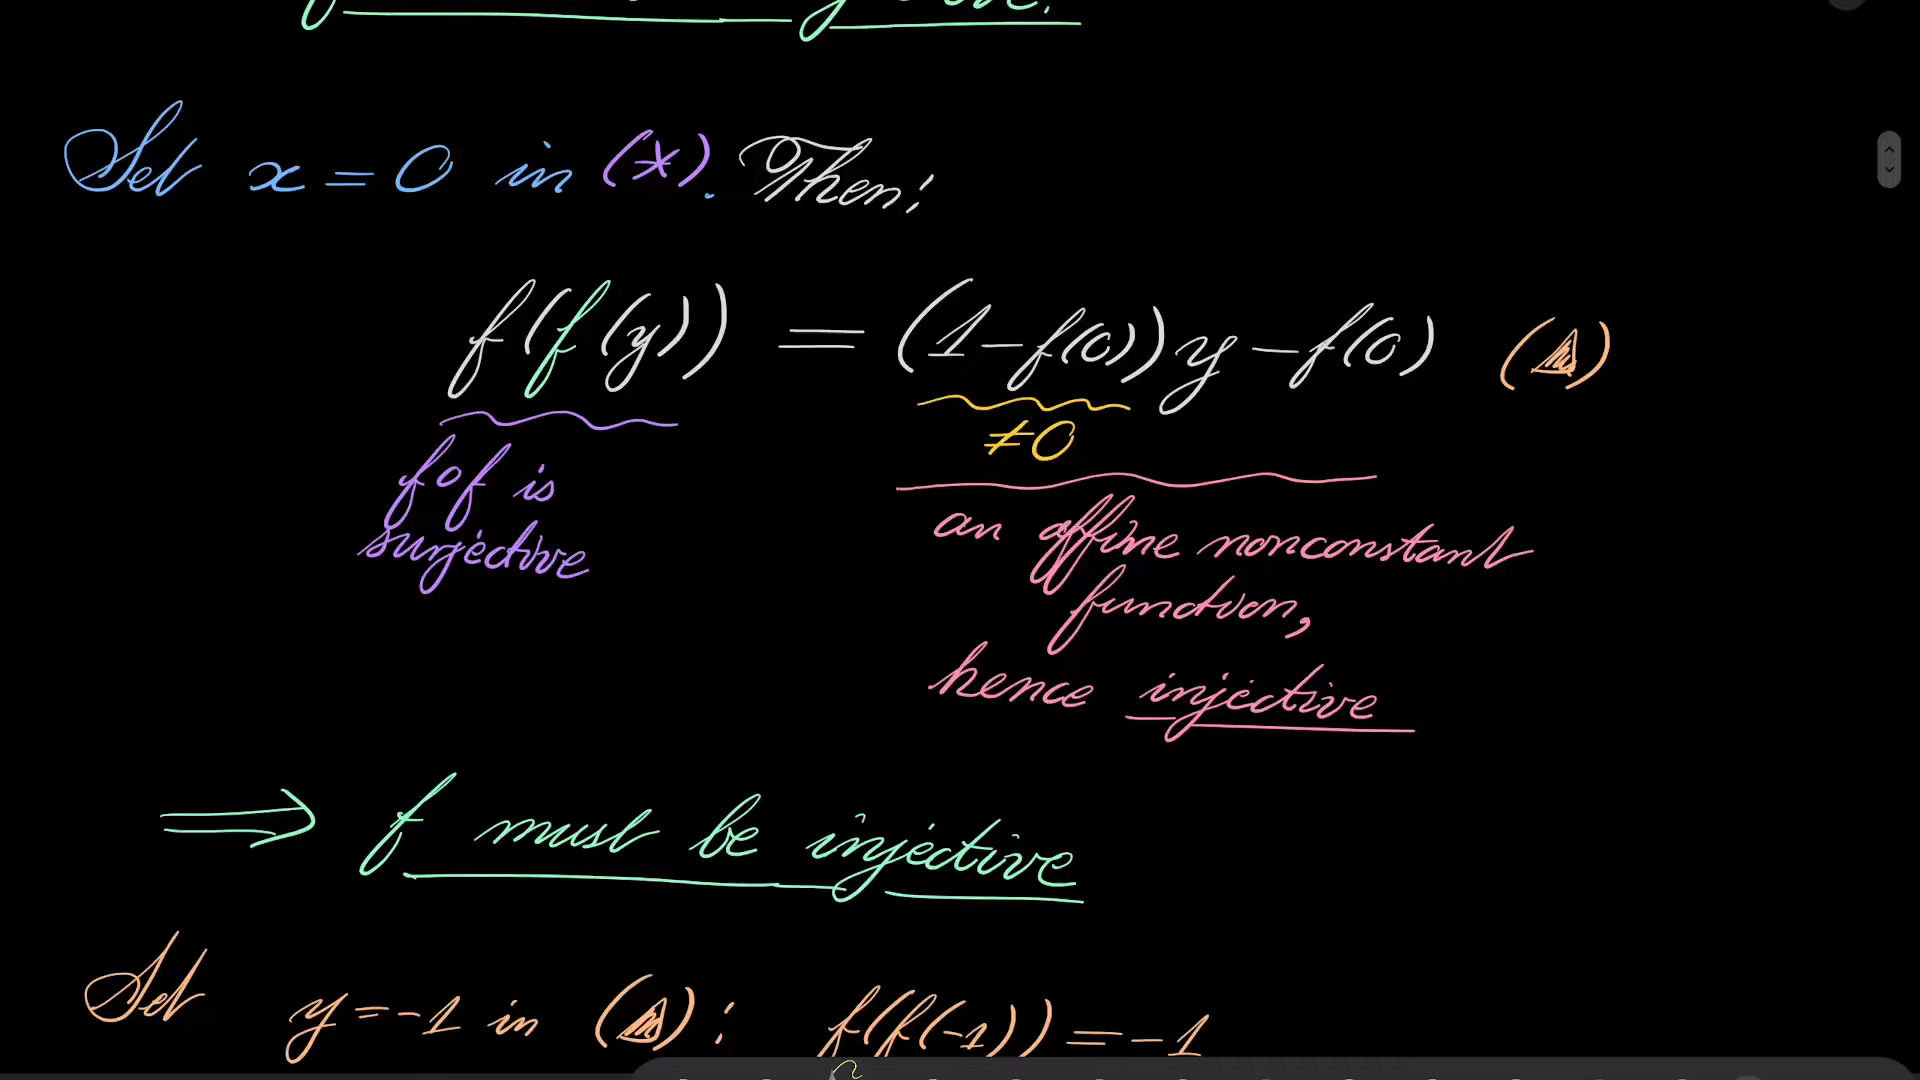 Set x = 0 in (*). Then:
f(f(y)) = (1-f(0))y - f(0) (△)
≠0
f∘f is
surjective
an affine nonconstant
function,
hence injective
⟹ f must be injective
Set y = -1 in (△): f(f(-1)) = -1